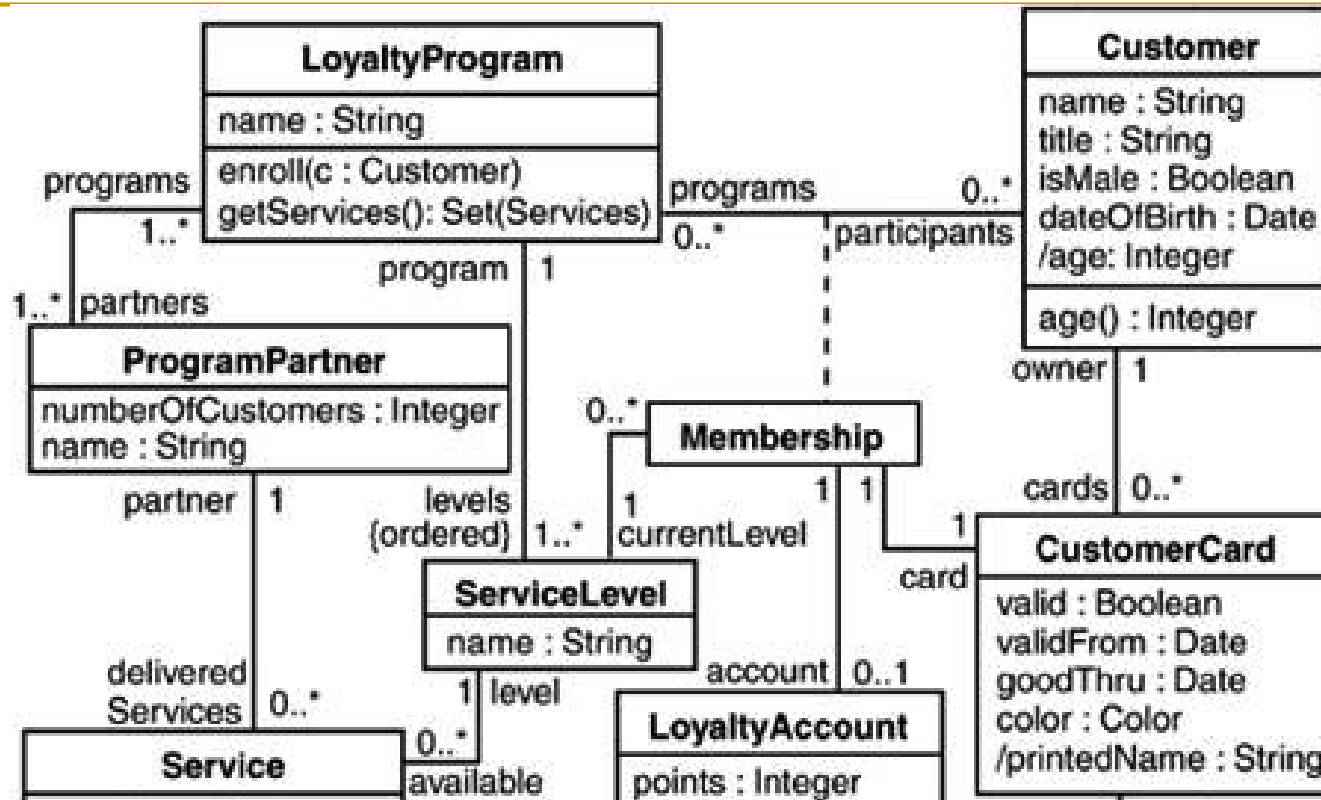 LoyaltyProgram
name : String
enroll(c : Customer)
getServices(): Set(Services)
Customer
name : String
title : String
isMale : Boolean
dateOfBirth : Date
/age: Integer
age() : Integer
programs
1..*
programs
0..*
0..*
participants
program
1
1..*
partners
ProgramPartner
numberOfCustomers : Integer
name : String
owner
1
0..*
Membership
partner
1
levels
{ordered}
1..*
1
currentLevel
1
1
cards
0..*
1
card
CustomerCard
valid : Boolean
validFrom : Date
goodThru : Date
color : Color
/printedName : String
ServiceLevel
name : String
delivered
Services
0..*
1
level
account
0..1
LoyaltyAccount
points : Integer
Service
0..*
available